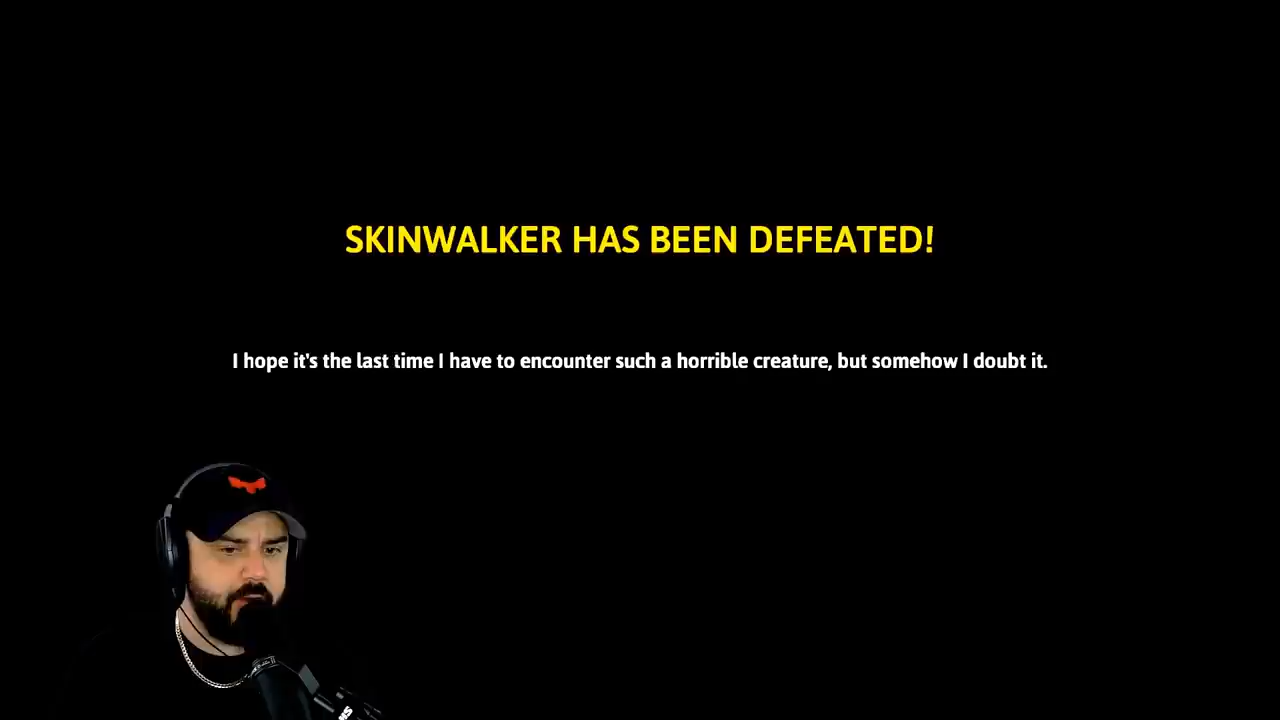 SKINWALKER HAS BEEN DEFEATED!
I hope it's the last time I have to encounter such a horrible creature, but somehow I doubt it.